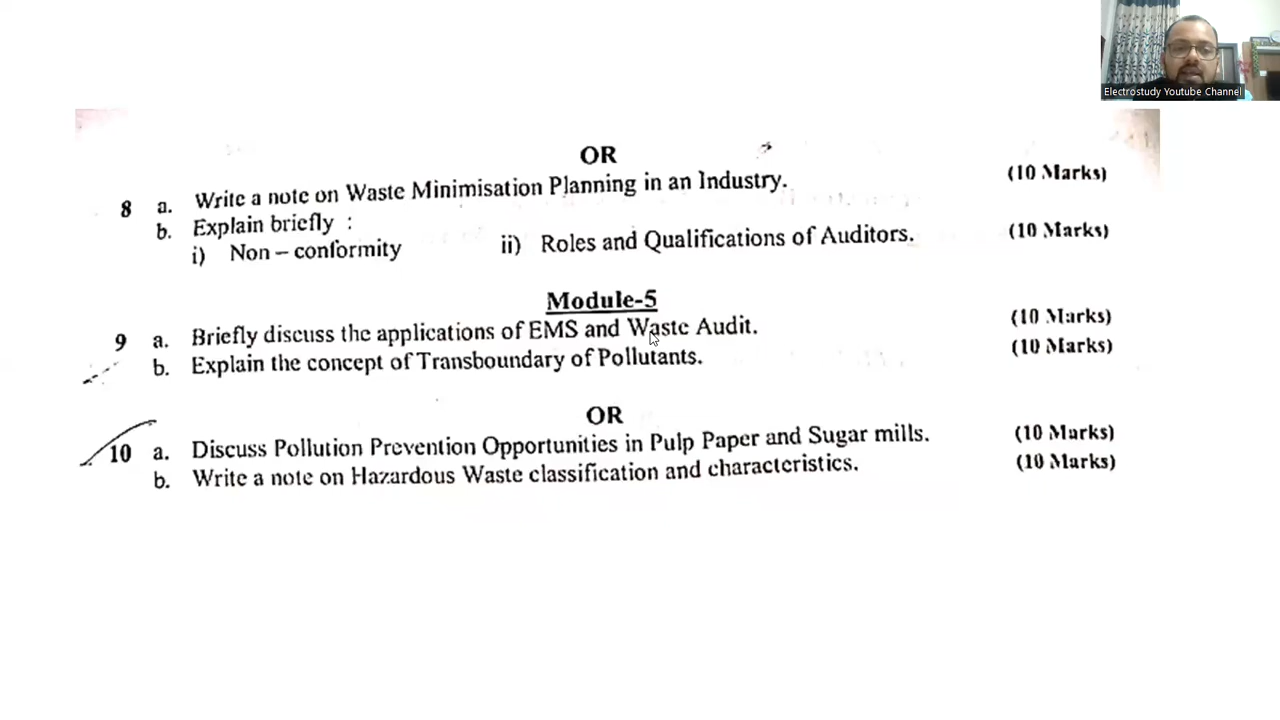 Electrostudy Youtube Channel
OR
8 a. Write a note on Waste Minimisation Planning in an Industry. (10 Marks)
b. Explain briefly :
i) Non – conformity ii) Roles and Qualifications of Auditors. (10 Marks)
Module-5
9 a. Briefly discuss the applications of EMS and Waste Audit. (10 Marks)
b. Explain the concept of Transboundary of Pollutants. (10 Marks)
OR
10 a. Discuss Pollution Prevention Opportunities in Pulp Paper and Sugar mills. (10 Marks)
b. Write a note on Hazardous Waste classification and characteristics. (10 Marks)